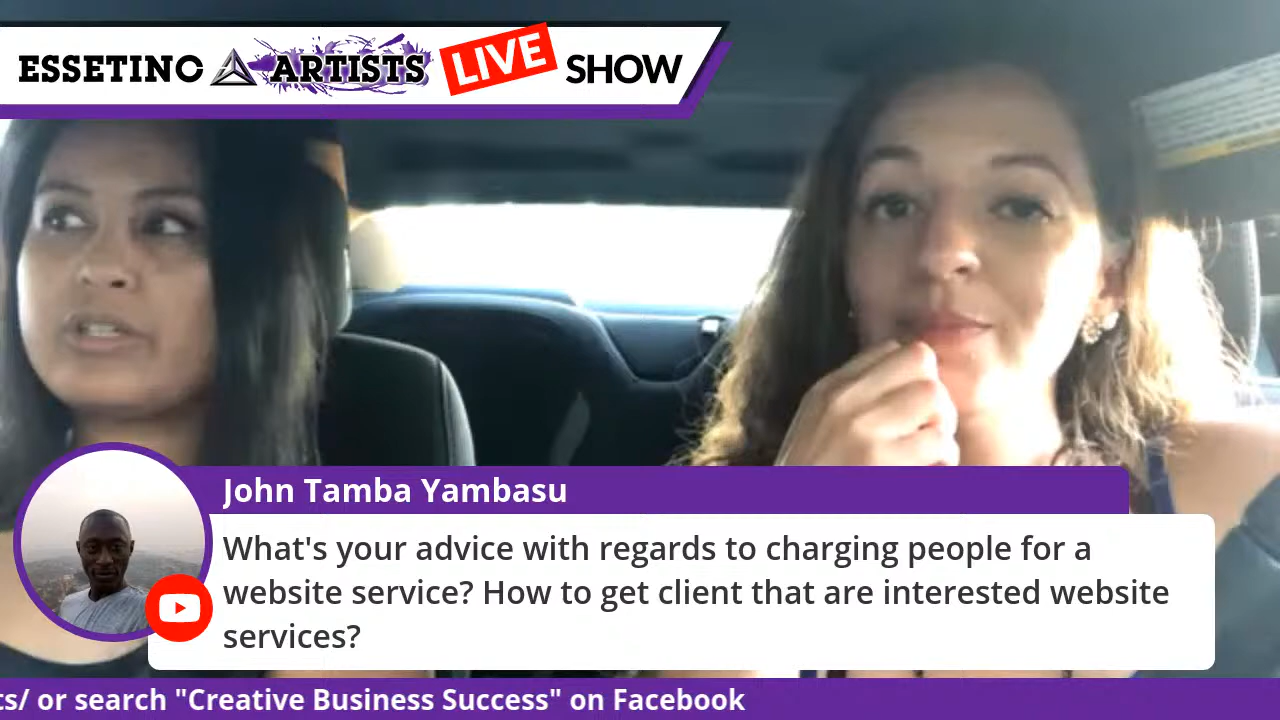 ESSETINO ARTISTS LIVE SHOW
John Tamba Yambasu
What's your advice with regards to charging people for a
website service? How to get client that are interested website
services?
ts/ or search "Creative Business Success" on Facebook